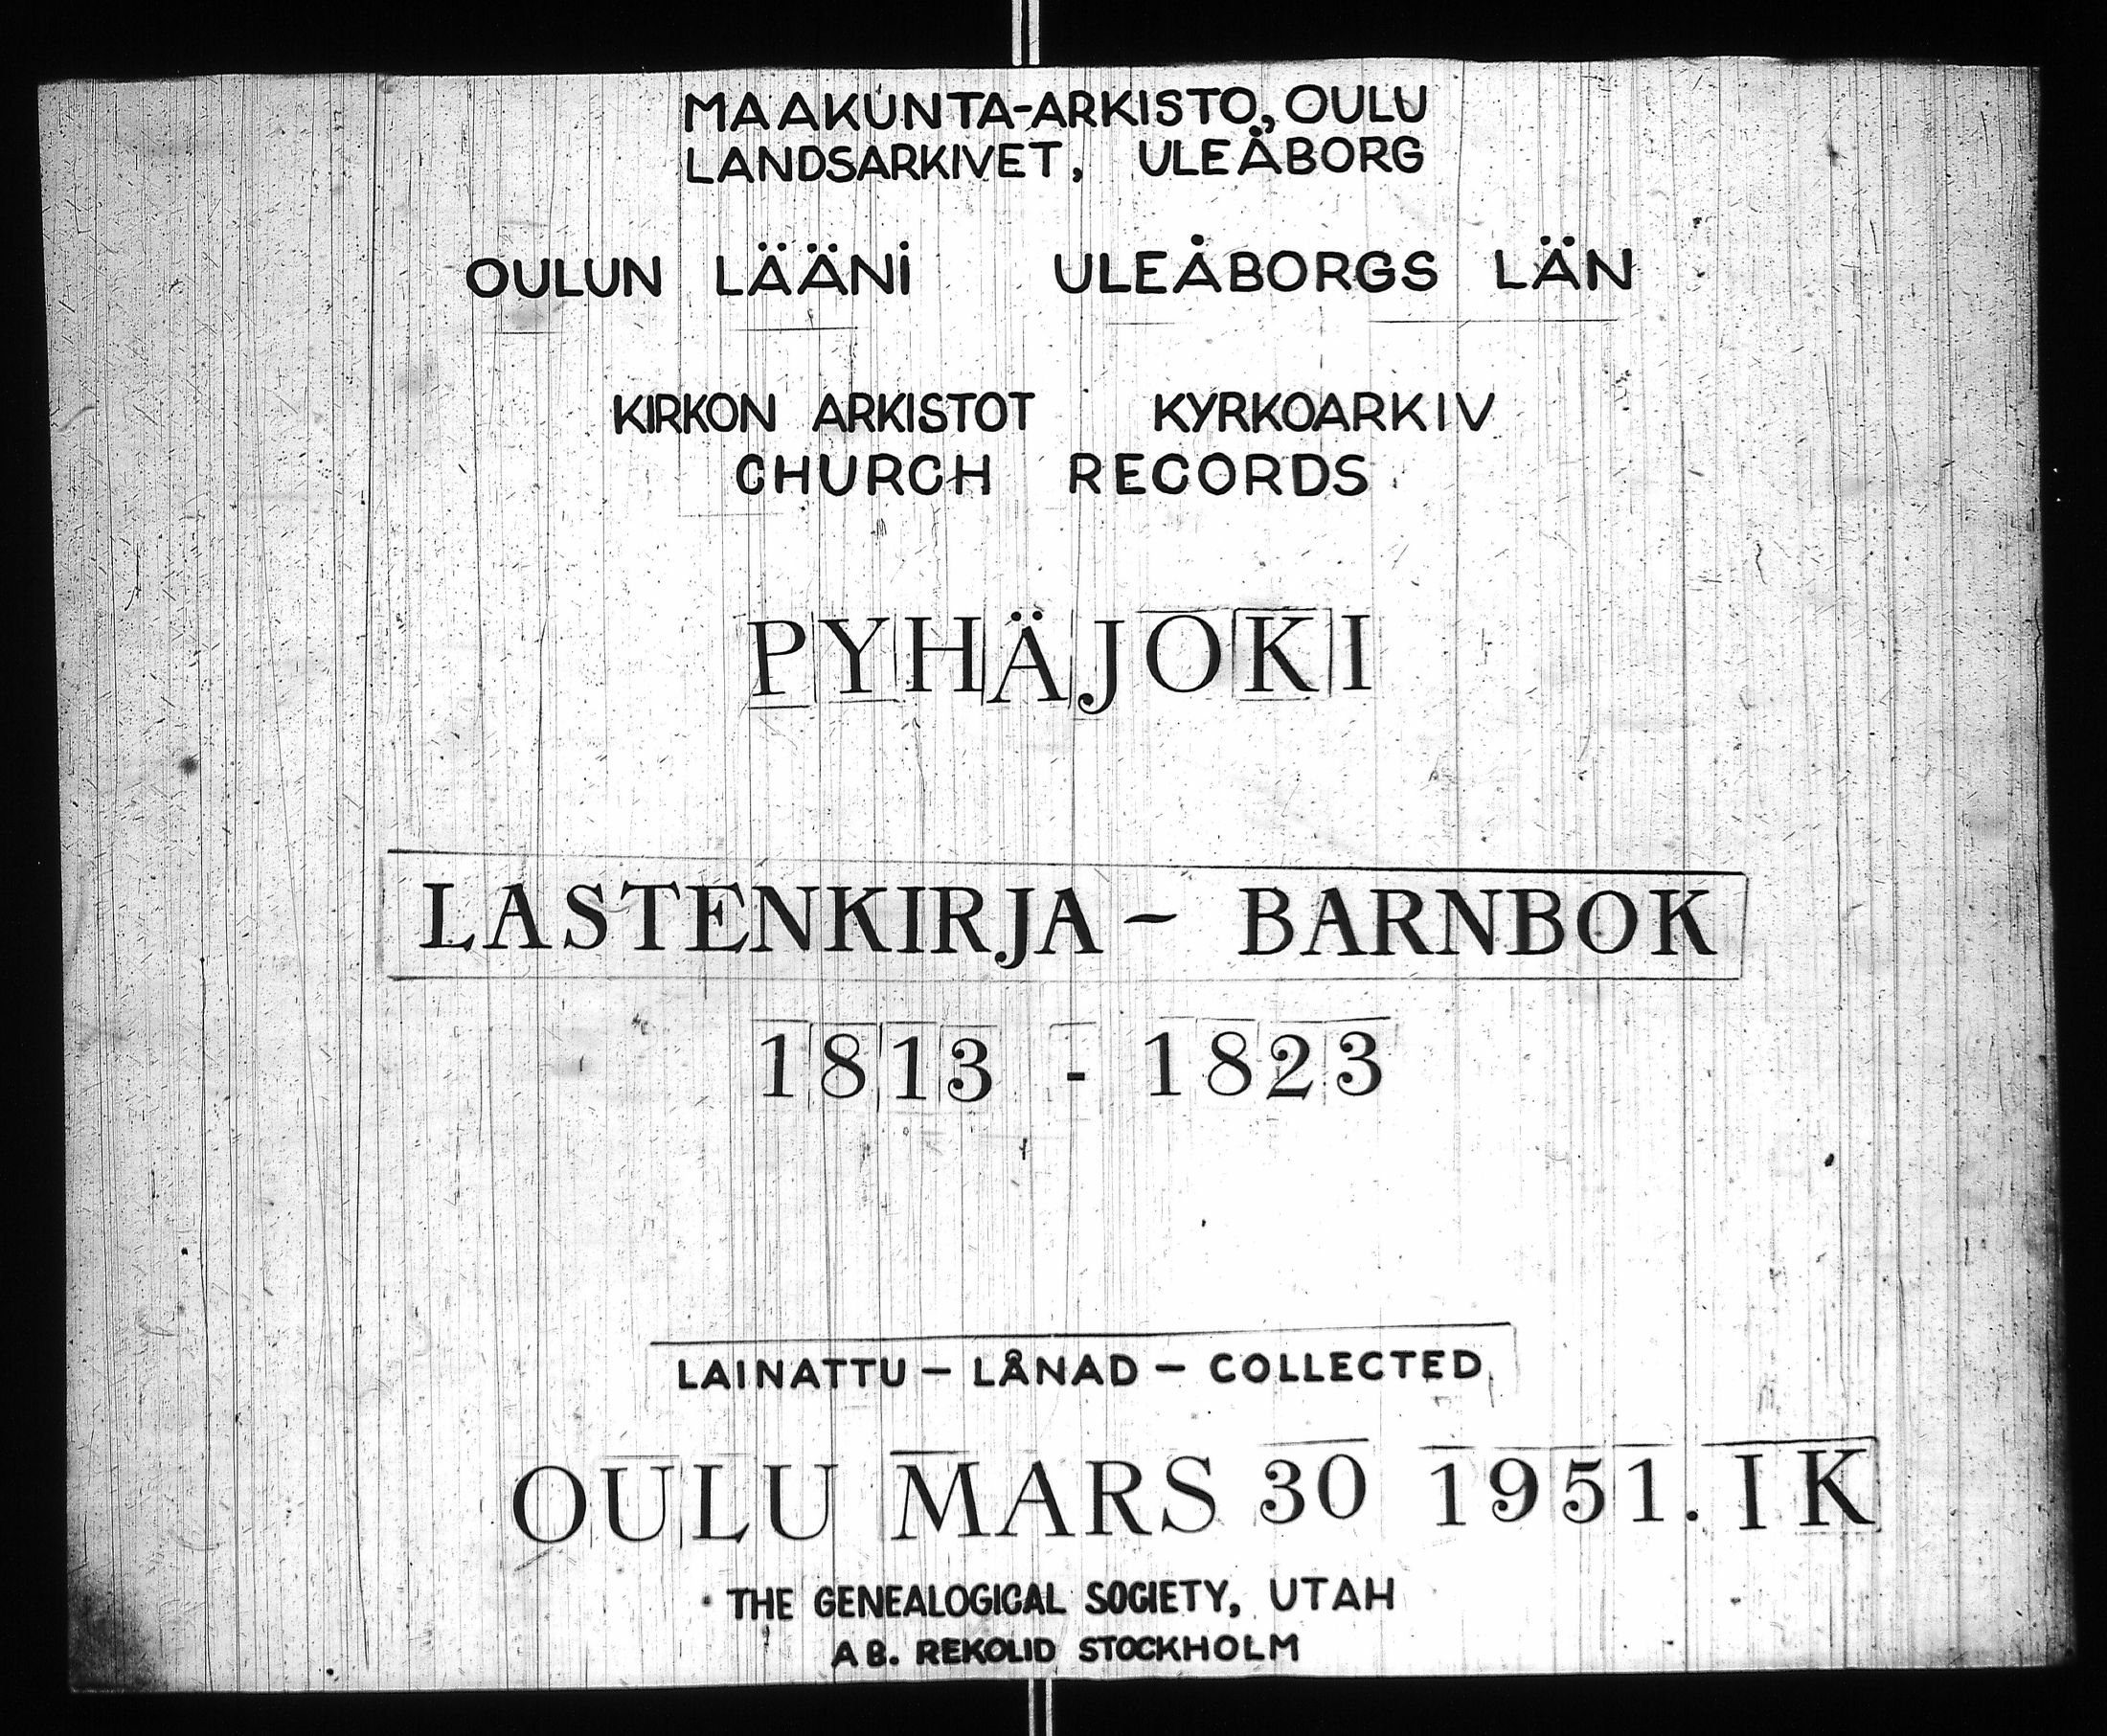 MAAKUNTA-ARKISTO, OULU
LANDSARKIVET, ULEÅBORG
OULUN LÄÄNI ULEÅBORGS LÄN
KIRKON ARKISTOT KYRKOARKIV
CHURCH RECORDS
PYHÄJOKI
LASTENKIRJA - BARNBOK
1813 - 1823
LAINATTU - LÅNAD - COLLECTED
OULU MARS 30 1951. IK
THE GENEALOGICAL SOCIETY, UTAH
AB. REKOLID STOCKHOLM